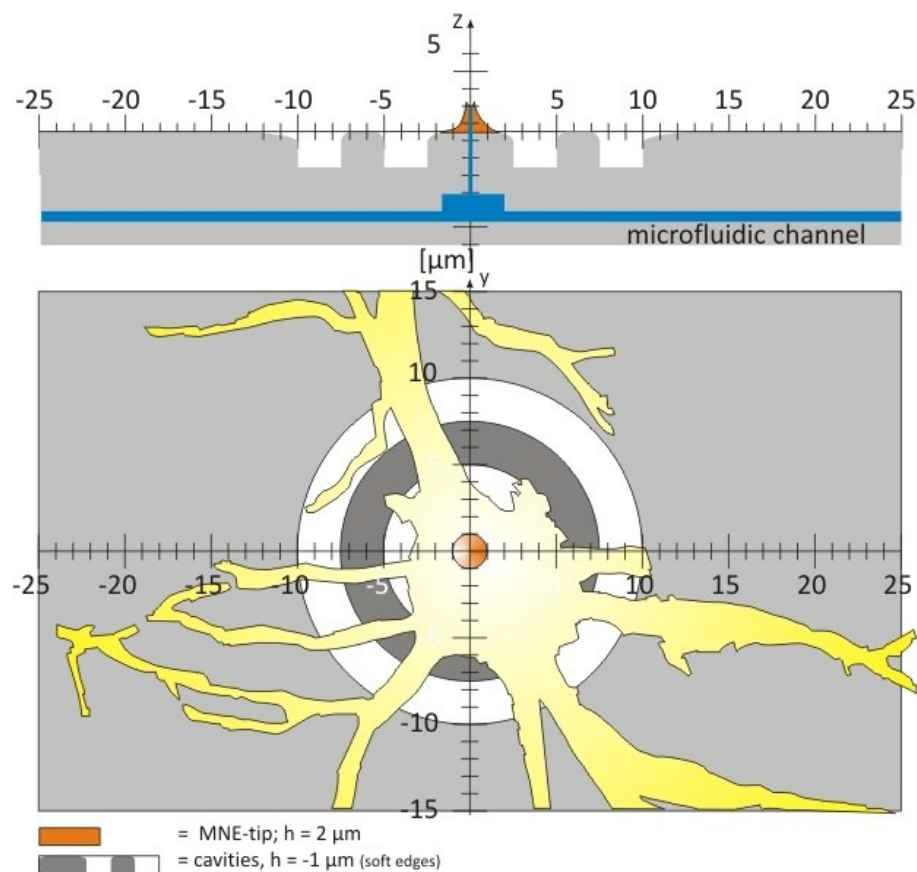 Z
5
-25 -20 -15 -10 -5 5 10 15 20 25
microfluidic channel
[µm]
y
15
10
5
-25 -20 -15 -10 -5 5 10 15 20 25
-5
-10
-15
= MNE-tip; h = 2 µm
= cavities, h = -1 µm (soft edges)